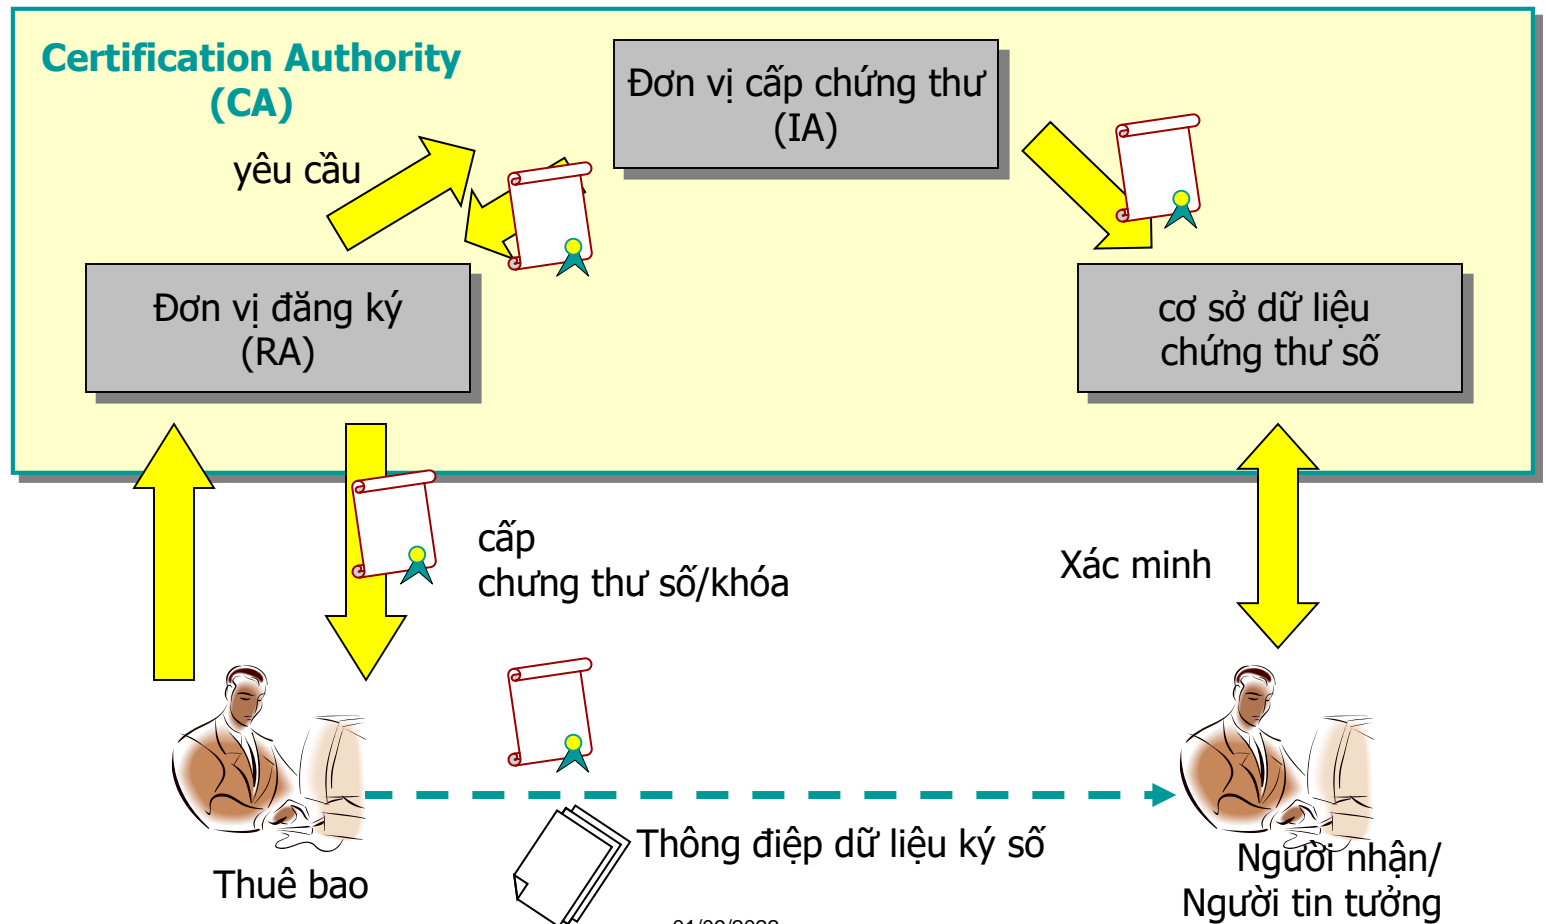 Certification Authority
(CA)
Đơn vị cấp chứng thư
(IA)
yêu cầu
Đơn vị đăng ký
(RA)
cơ sở dữ liệu
chứng thư số
cấp
chưng thư số/khóa
Xác minh
Thông điệp dữ liệu ký số
Thuê bao
Người nhận/
Người tin tưởng